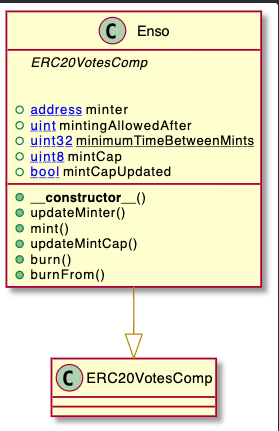 C Enso
ERC20VotesComp
address minter
uint mintingAllowedAfter
uint32 minimumTimeBetweenMints
uint8 mintCap
bool mintCapUpdated
__constructor__()
updateMinter()
mint()
updateMintCap()
burn()
burnFrom()
C ERC20VotesComp